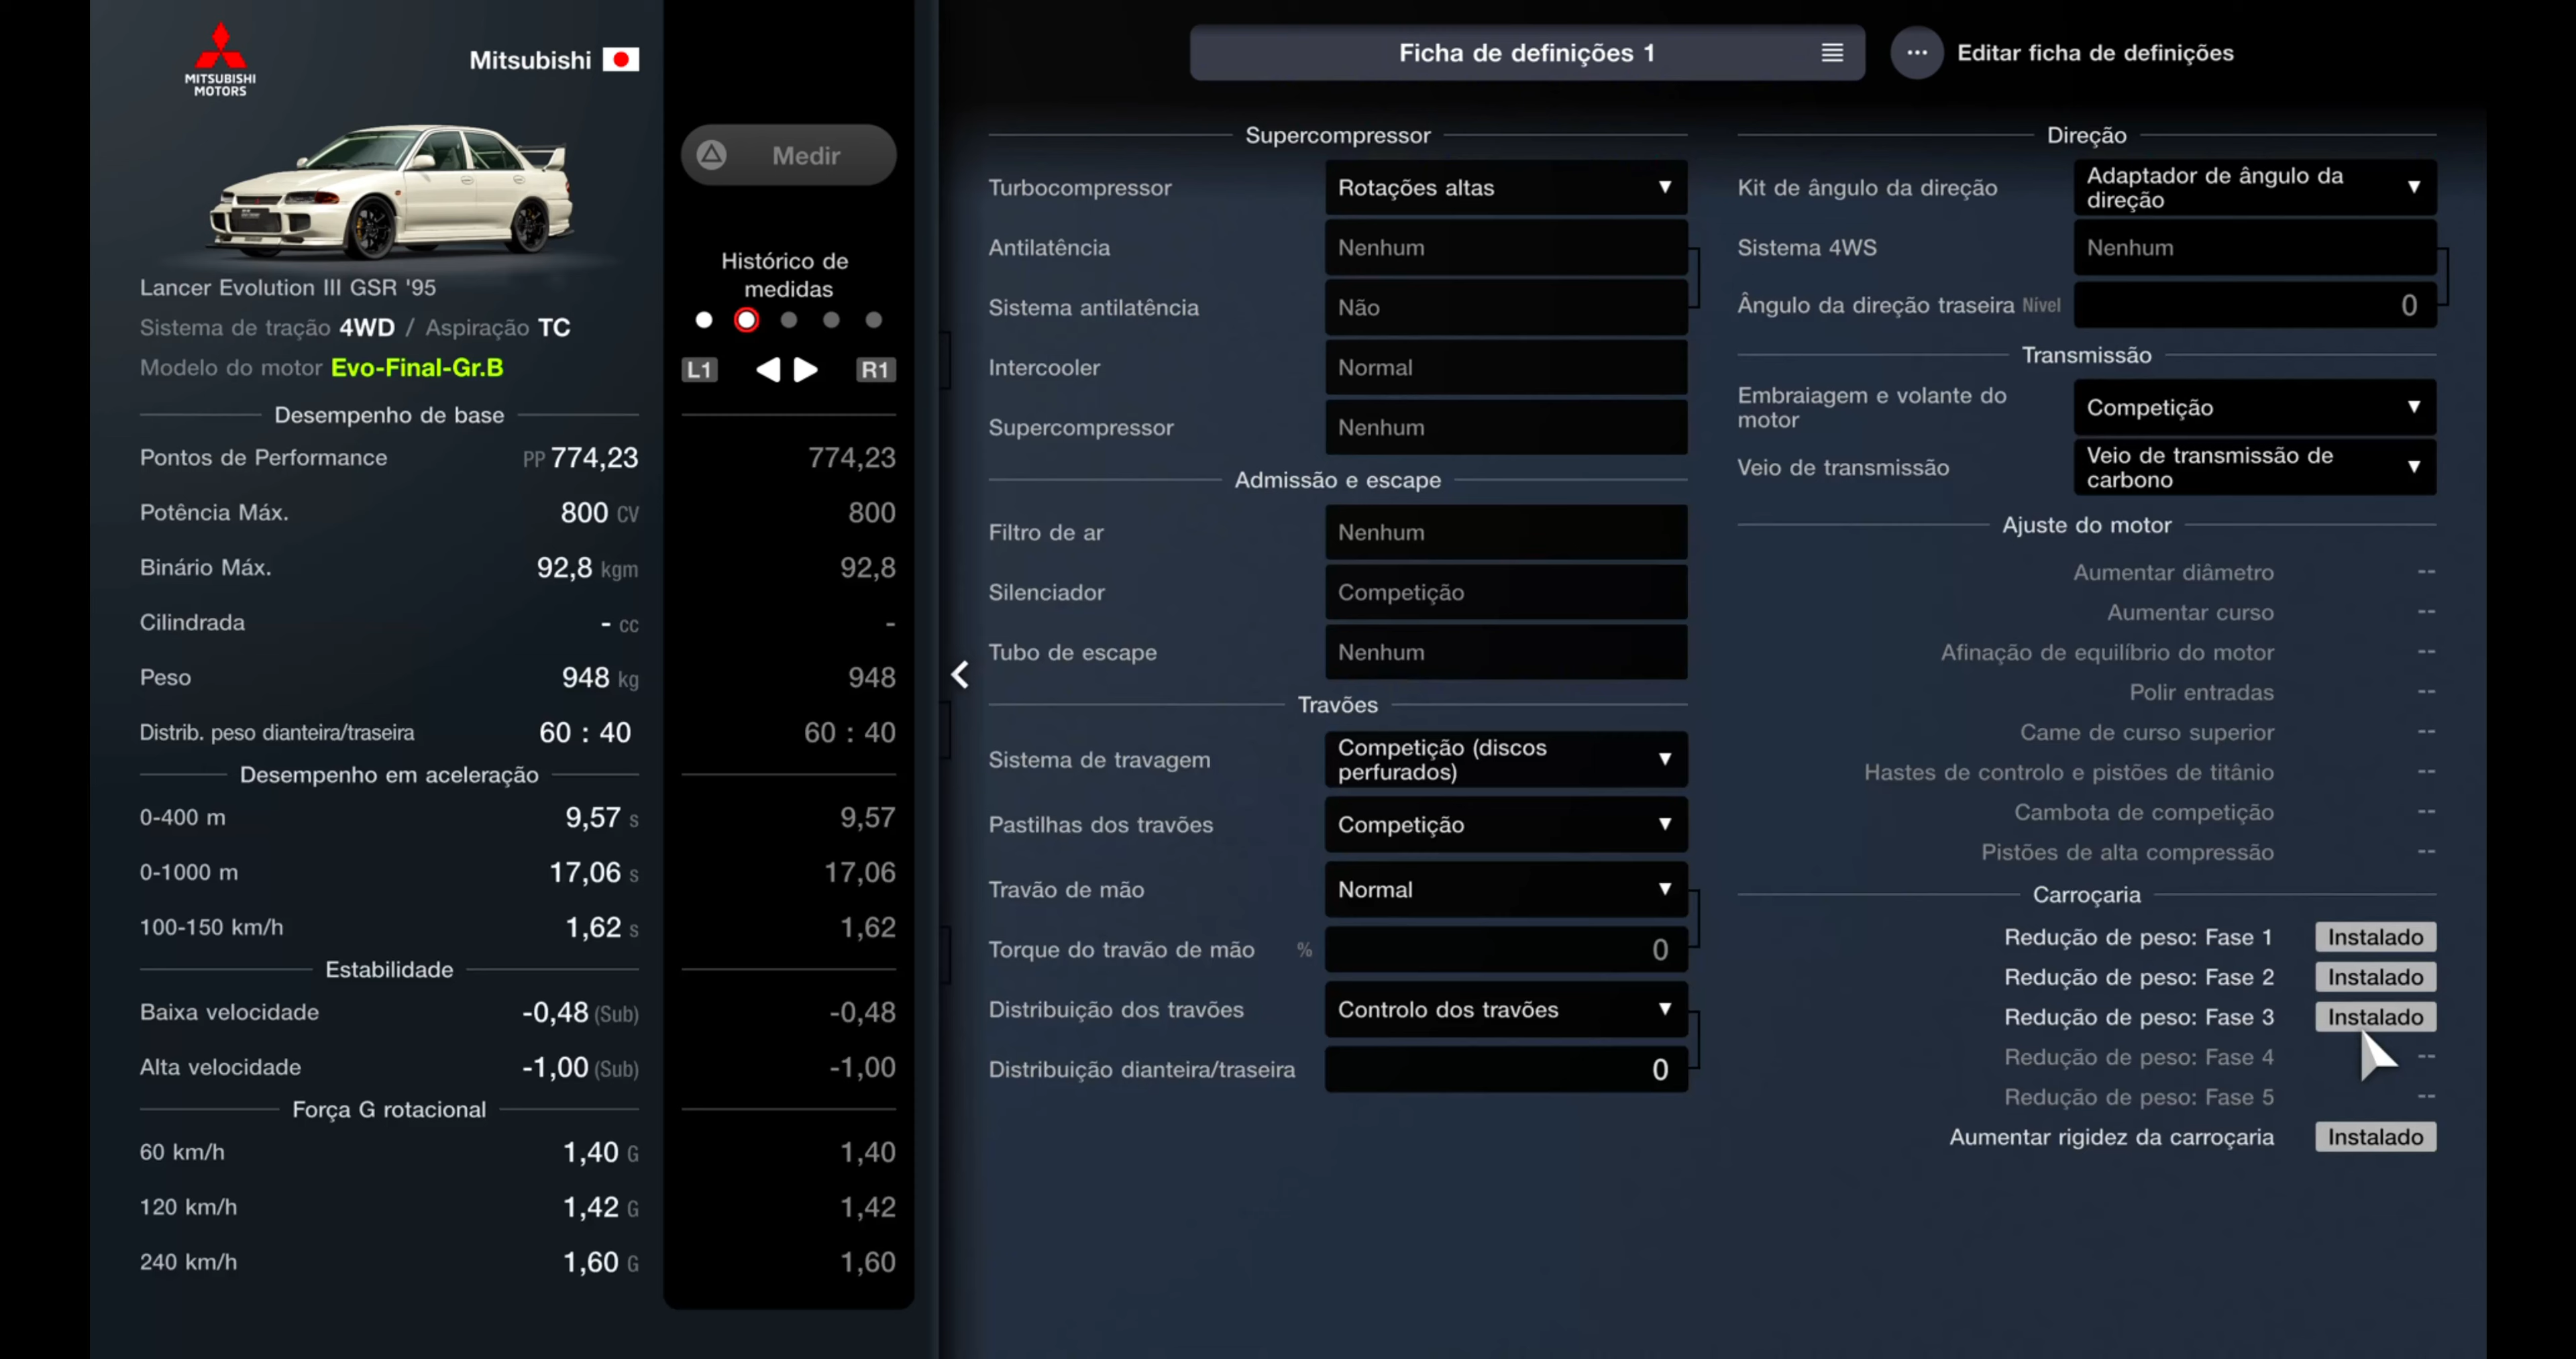 MITSUBISHI
MOTORS
Mitsubishi
Lancer Evolution III GSR '95
Sistema de tração 4WD / Aspiração TC
Modelo do motor Evo-Final-Gr.B
Desempenho de base
Pontos de Performance PP 774,23
Potência Máx. 800 CV
Binário Máx. 92,8 kgm
Cilindrada - cc
Peso 948 kg
Distrib. peso dianteira/traseira 60 : 40
Desempenho em aceleração
0-400 m 9,57 s
0-1000 m 17,06 s
100-150 km/h 1,62 s
Estabilidade
Baixa velocidade -0,48 (Sub)
Alta velocidade -1,00 (Sub)
Força G rotacional
60 km/h 1,40 G
120 km/h 1,42 G
240 km/h 1,60 G
Medir
Histórico de
medidas
L1 R1
774,23
800
92,8
-
948
60 : 40
9,57
17,06
1,62
-0,48
-1,00
1,40
1,42
1,60
Ficha de definições 1
Editar ficha de definições
Supercompressor
Turbocompressor Rotações altas
Antilatência Nenhum
Sistema antilatência Não
Intercooler Normal
Supercompressor Nenhum
Admissão e escape
Filtro de ar Nenhum
Silenciador Competição
Tubo de escape Nenhum
Travões
Sistema de travagem Competição (discos
perfurados)
Pastilhas dos travões Competição
Travão de mão Normal
Torque do travão de mão % 0
Distribuição dos travões Controlo dos travões
Distribuição dianteira/traseira 0
Direção
Kit de ângulo da direção Adaptador de ângulo da
direção
Sistema 4WS Nenhum
Ângulo da direção traseira Nível 0
Transmissão
Embraiagem e volante do
motor Competição
Veio de transmissão Veio de transmissão de
carbono
Ajuste do motor
Aumentar diâmetro --
Aumentar curso --
Afinação de equilíbrio do motor --
Polir entradas --
Came de curso superior --
Hastes de controlo e pistões de titânio --
Cambota de competição --
Pistões de alta compressão --
Carroçaria
Redução de peso: Fase 1 Instalado
Redução de peso: Fase 2 Instalado
Redução de peso: Fase 3 Instalado
Redução de peso: Fase 4 --
Redução de peso: Fase 5 --
Aumentar rigidez da carroçaria Instalado